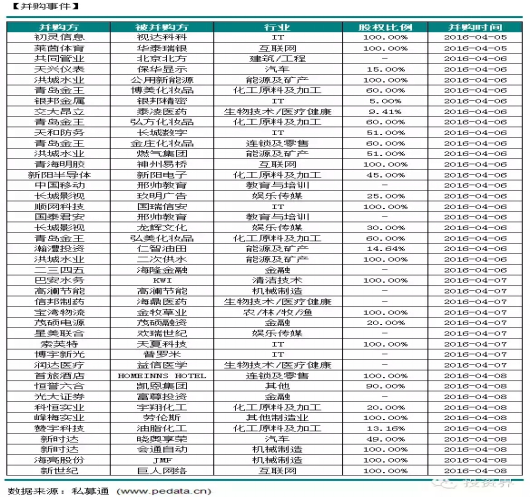 【并购事件】
并购方 被并购方 行业 股权比例 并购时间
初灵信息 视达科科 IT 100.00% 2016-04-05
莱茵体育 华泰瑞银 互联网 100.00% 2016-04-05
共同管业 北京北方 建筑/工程 - 2016-04-06
天兴仪表 保华显示 汽车 15.00% 2016-04-06
洪城水业 公用新能源 能源及矿产 100.00% 2016-04-06
青岛金王 博美化妆品 化工原料及加工 60.00% 2016-04-06
银邦金属 银邦精密 IT 5.00% 2016-04-06
交大昂立 泰凌医药 生物技术/医疗健康 9.41% 2016-04-06
青岛金王 弘方化妆品 化工原料及加工 60.00% 2016-04-06
天和防务 长城数字 IT 51.00% 2016-04-06
青岛金王 金庄化妆品 连锁及零售 60.00% 2016-04-06
洪城水业 燃气集团 能源及矿产 51.00% 2016-04-06
青海明胶 神州易桥 互联网 100.00% 2016-04-06
新阳半导体 新阳电子 化工原料及加工 45.00% 2016-04-06
中国移动 邢帅教育 教育与培训 - 2016-04-06
长城影视 玖明广告 娱乐传媒 25.00% 2016-04-06
顺网科技 国瑞信安 IT 100.00% 2016-04-06
国泰君安 邢帅教育 教育与培训 - 2016-04-06
长城影视 龙辉文化 娱乐传媒 30.00% 2016-04-06
青岛金王 弘美化妆品 化工原料及加工 60.00% 2016-04-06
瀚澧投资 仁智油田 能源及矿产 14.64% 2016-04-06
洪城水业 二次供水 能源及矿产 100.00% 2016-04-06
二三四五 海隆金融 金融 - 2016-04-06
巴安水务 KWI 清洁技术 100.00% 2016-04-07
高澜节能 高澜节能 机械制造 - 2016-04-07
信邦制药 海鼎医药 生物技术/医疗健康 - 2016-04-07
宝湾物流 金牧草业 农/林/牧/渔 100.00% 2016-04-07
茂硕电源 茂硕融资 金融 20.00% 2016-04-07
星美联合 欢瑞世纪 娱乐传媒 - 2016-04-07
索芙特 天夏科技 IT 100.00% 2016-04-07
博宇新光 普罗米 IT - 2016-04-07
润达医疗 益信医学 生物技术/医疗健康 - 2016-04-07
首旅酒店 HOMEINNS HOTEL 连锁及零售 100.00% 2016-04-08
恒誉六合 凯恩集团 其他 90.00% 2016-04-08
光大证券 富尊投资 金融 - 2016-04-08
科恒实业 宇翔化工 化工原料及加工 20.00% 2016-04-08
峰梅实业 劳伦斯 其他制造业 100.00% 2016-04-08
赞宇科技 油脂化工 化工原料及加工 13.16% 2016-04-08
新时达 晓奥享荣 汽车 49.00% 2016-04-08
新时达 会通自动 机械制造 100.00% 2016-04-08
海亮股份 JMF 机械制造 100.00% 2016-04-08
新世纪 巨人网络 互联网 100.00% 2016-04-08
数据来源：私募通 (www.pedata.cn)
投资界